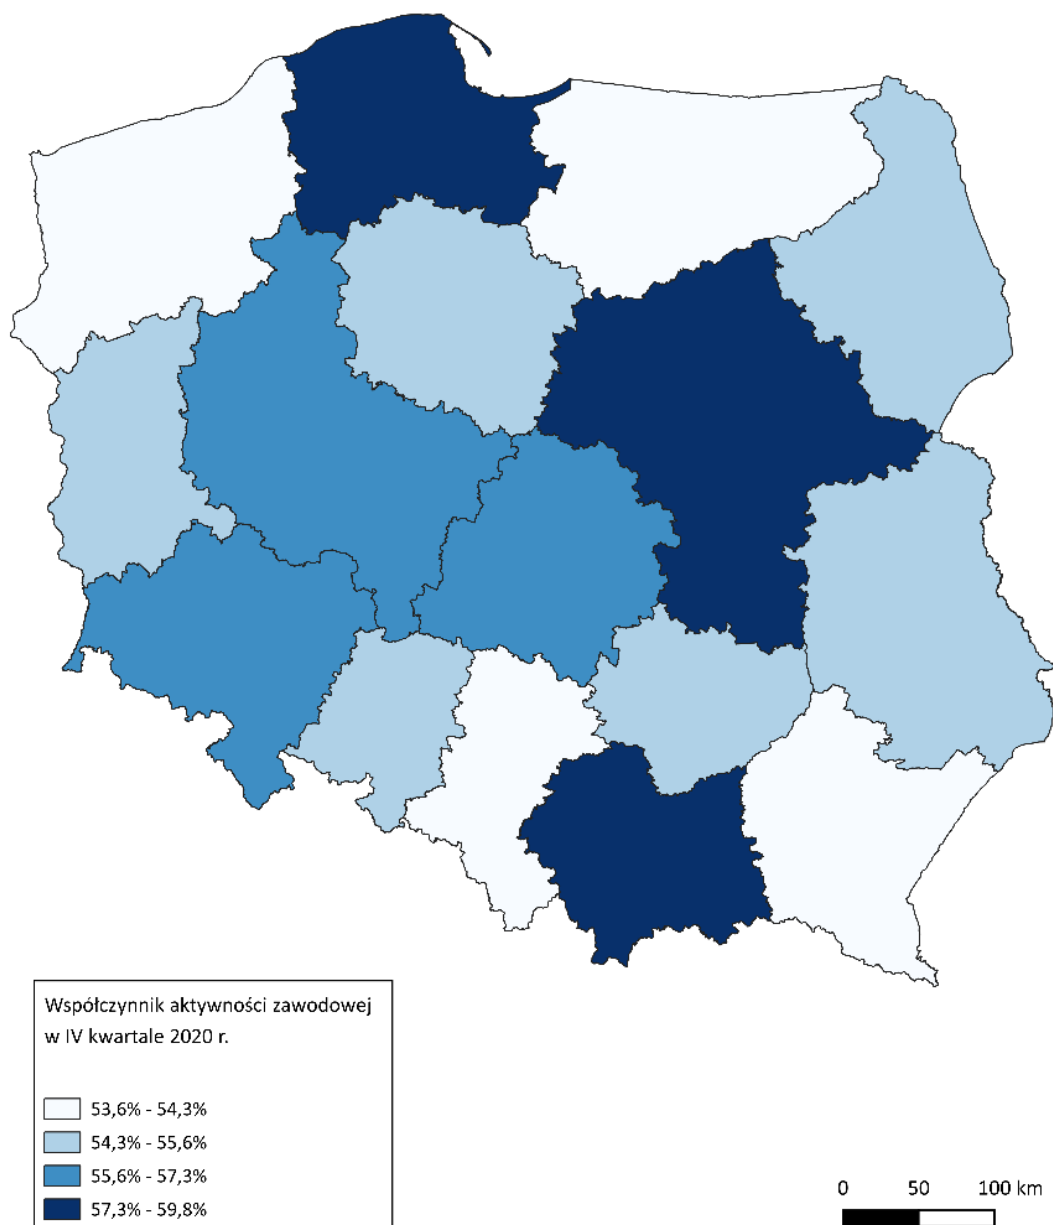 Współczynnik aktywności zawodowej
w IV kwartale 2020 r.
53,6% - 54,3%
54,3% - 55,6%
55,6% - 57,3%
57,3% - 59,8%
0 50 100 km